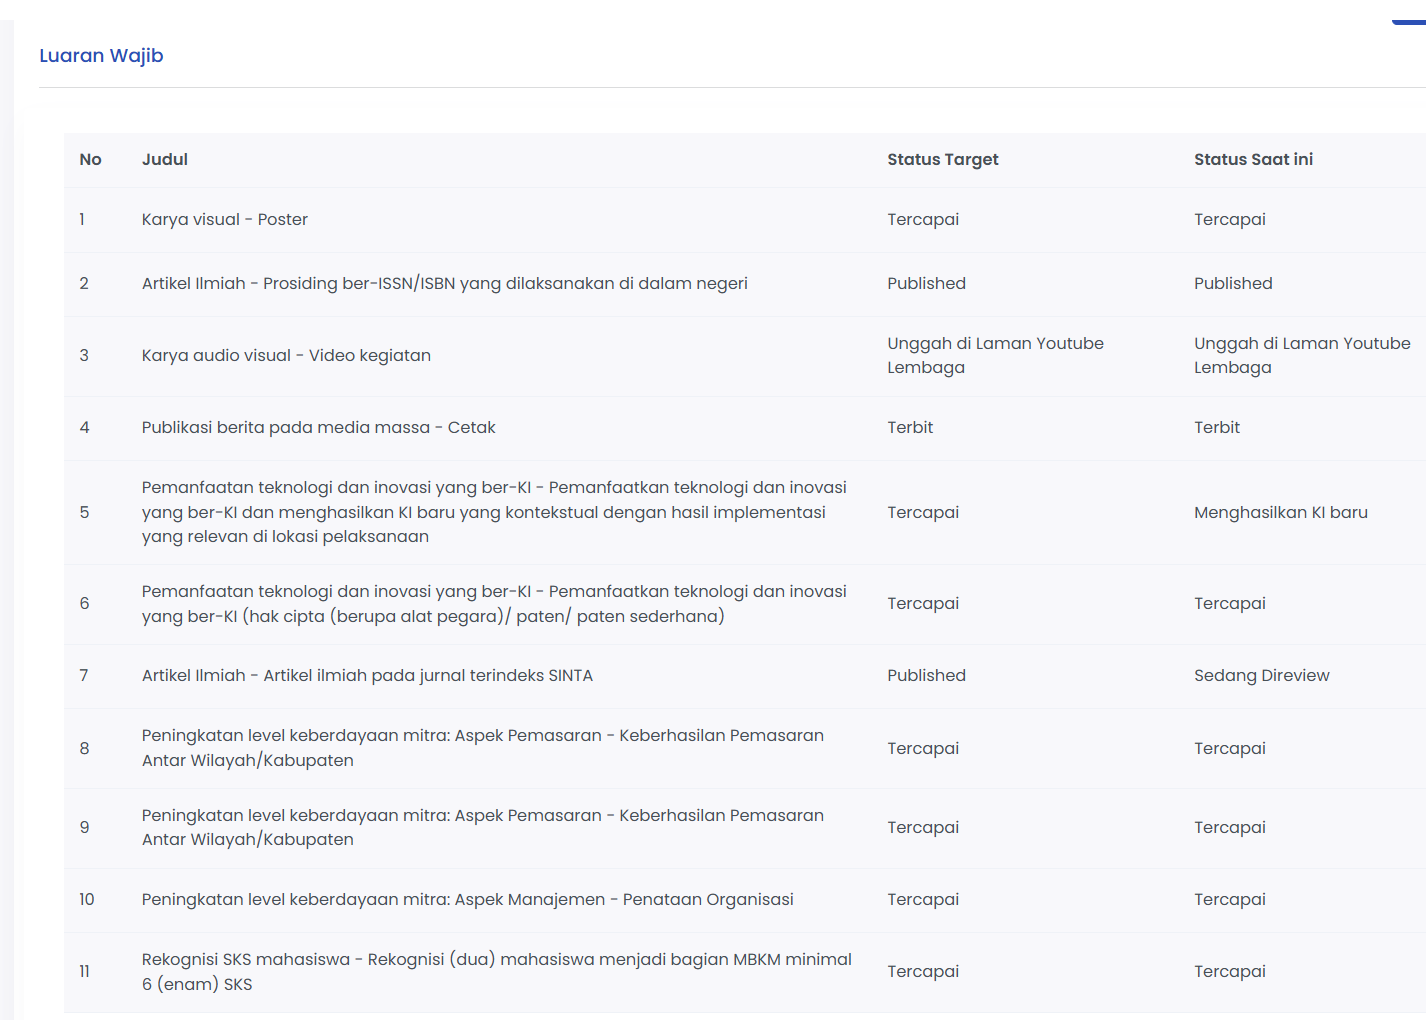 Luaran Wajib
No Judul Status Target Status Saat ini
1 Karya visual - Poster Tercapai Tercapai
2 Artikel Ilmiah - Prosiding ber-ISSN/ISBN yang dilaksanakan di dalam negeri Published Published
3 Karya audio visual - Video kegiatan Unggah di Laman Youtube Unggah di Laman Youtube
Lembaga Lembaga
4 Publikasi berita pada media massa - Cetak Terbit Terbit
Pemanfaatan teknologi dan inovasi yang ber-KI - Pemanfaatkan teknologi dan inovasi
5 yang ber-KI dan menghasilkan KI baru yang kontekstual dengan hasil implementasi Tercapai Menghasilkan KI baru
yang relevan di lokasi pelaksanaan
6 Pemanfaatan teknologi dan inovasi yang ber-KI - Pemanfaatkan teknologi dan inovasi Tercapai Tercapai
yang ber-KI (hak cipta (berupa alat pegara)/ paten/ paten sederhana)
7 Artikel Ilmiah - Artikel ilmiah pada jurnal terindeks SINTA Published Sedang Direview
8 Peningkatan level keberdayaan mitra: Aspek Pemasaran - Keberhasilan Pemasaran Tercapai Tercapai
Antar Wilayah/Kabupaten
9 Peningkatan level keberdayaan mitra: Aspek Pemasaran - Keberhasilan Pemasaran Tercapai Tercapai
Antar Wilayah/Kabupaten
10 Peningkatan level keberdayaan mitra: Aspek Manajemen - Penataan Organisasi Tercapai Tercapai
11 Rekognisi SKS mahasiswa - Rekognisi (dua) mahasiswa menjadi bagian MBKM minimal Tercapai Tercapai
6 (enam) SKS